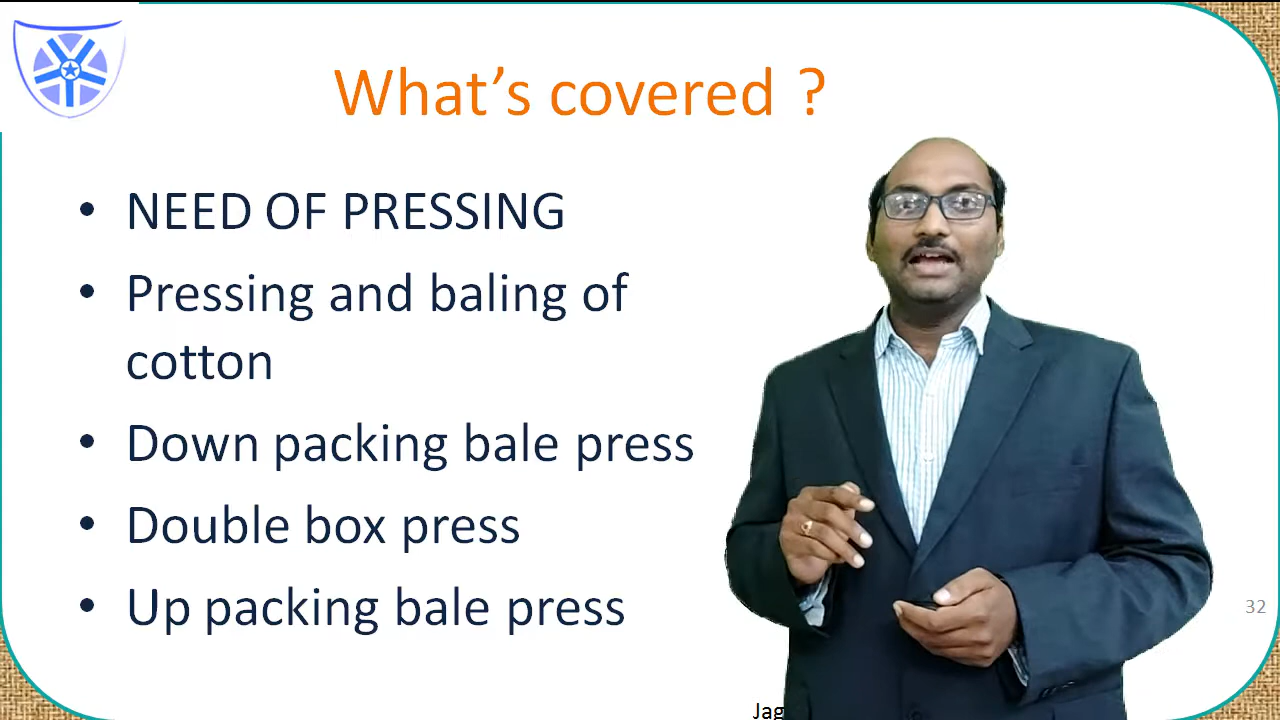 What's covered ?
• NEED OF PRESSING
• Pressing and baling of
cotton
• Down packing bale press
• Double box press
• Up packing bale press
32
Jag